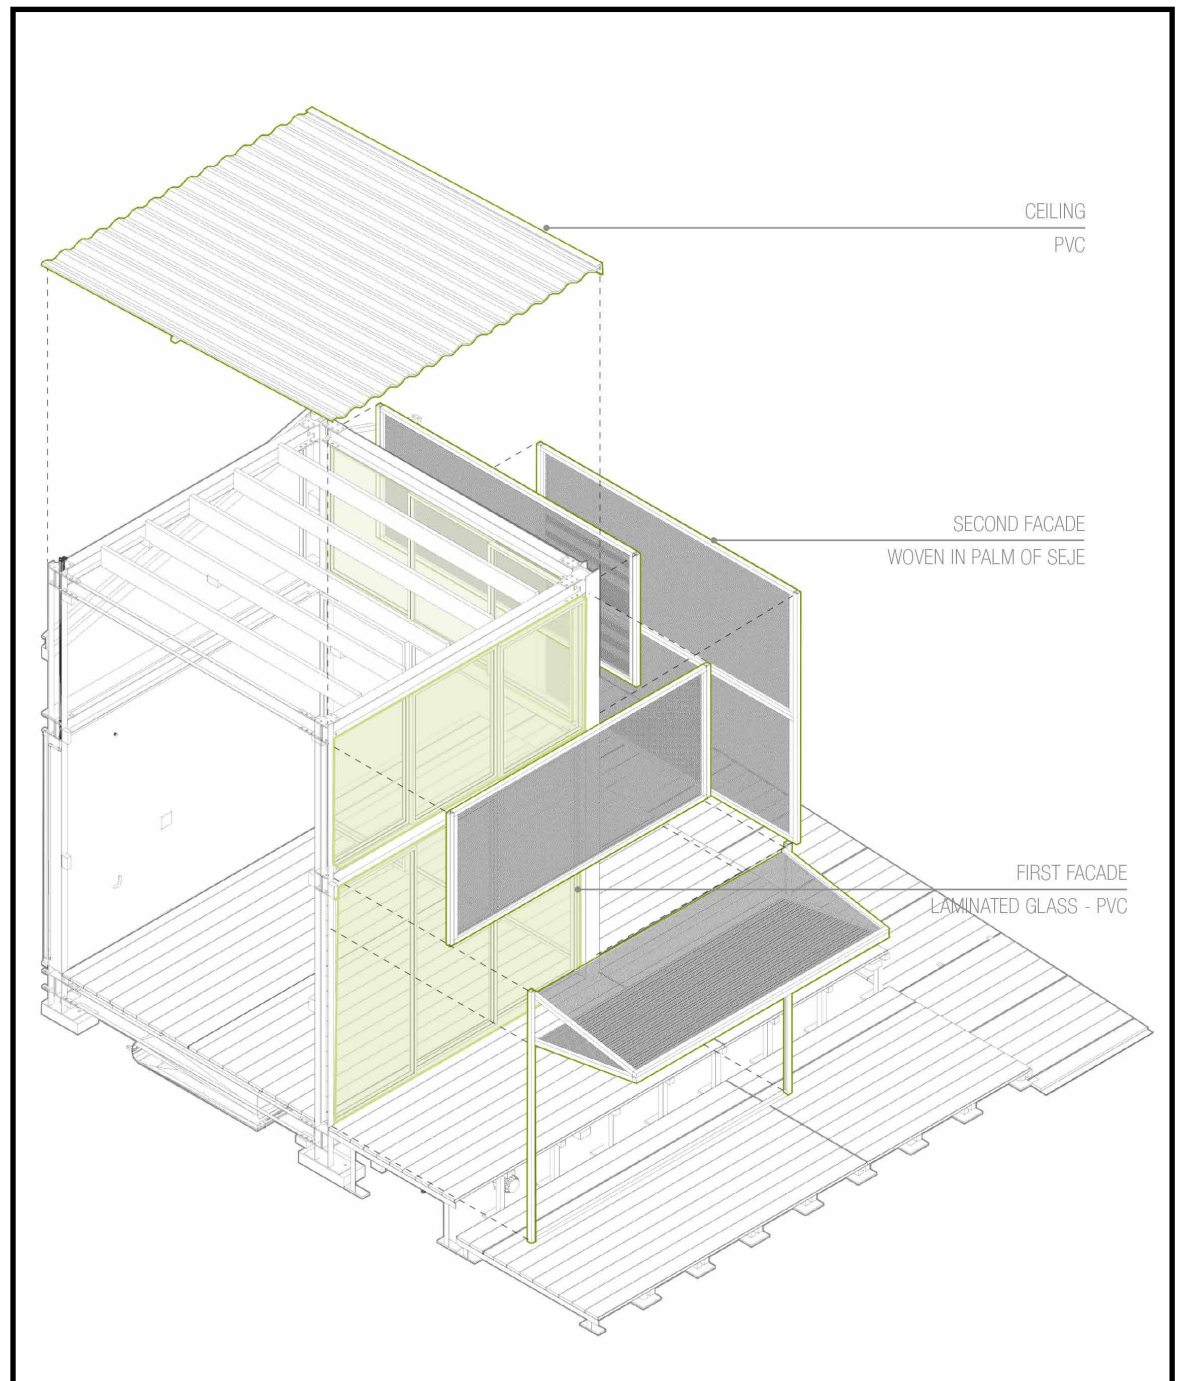 CEILING
PVC
SECOND FACADE
WOVEN IN PALM OF SEJE
FIRST FACADE
LAMINATED GLASS - PVC